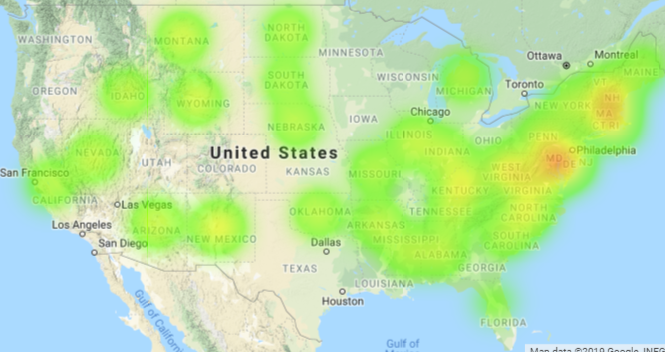 WASHINGTON
MONTANA
NORTH
DAKOTA
MINNESOTA
Ottawa
Montreal
MAINE
OREGON
IDAHO
WYOMING
SOUTH
DAKOTA
WISCONSIN
MICHIGAN
Toronto
VT
NH
NEW YORK
MA
CT RI
NEBRASKA
IOWA
Chicago
ILLINOIS
INDIANA
OHIO
PENN
Philadelphia
MD
DE NJ
NEVADA
UTAH
United States
COLORADO
KANSAS
MISSOURI
WEST
VIRGINIA
KENTUCKY
VIRGINIA
San Francisco
CALIFORNIA
Las Vegas
Los Angeles
San Diego
ARIZONA
NEW MEXICO
OKLAHOMA
ARKANSAS
TENNESSEE
NORTH
CAROLINA
SOUTH
CAROLINA
MISSISSIPPI
ALABAMA
GEORGIA
Dallas
TEXAS
LOUISIANA
Houston
FLORIDA
Gulf of
Californ
Gulf of
Map data ©2019 Google, INEG